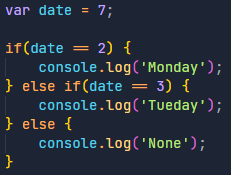 var date = 7;
if(date == 2) {
console.log('Monday');
} else if(date == 3) {
console.log('Tueday');
} else {
console.log('None');
}